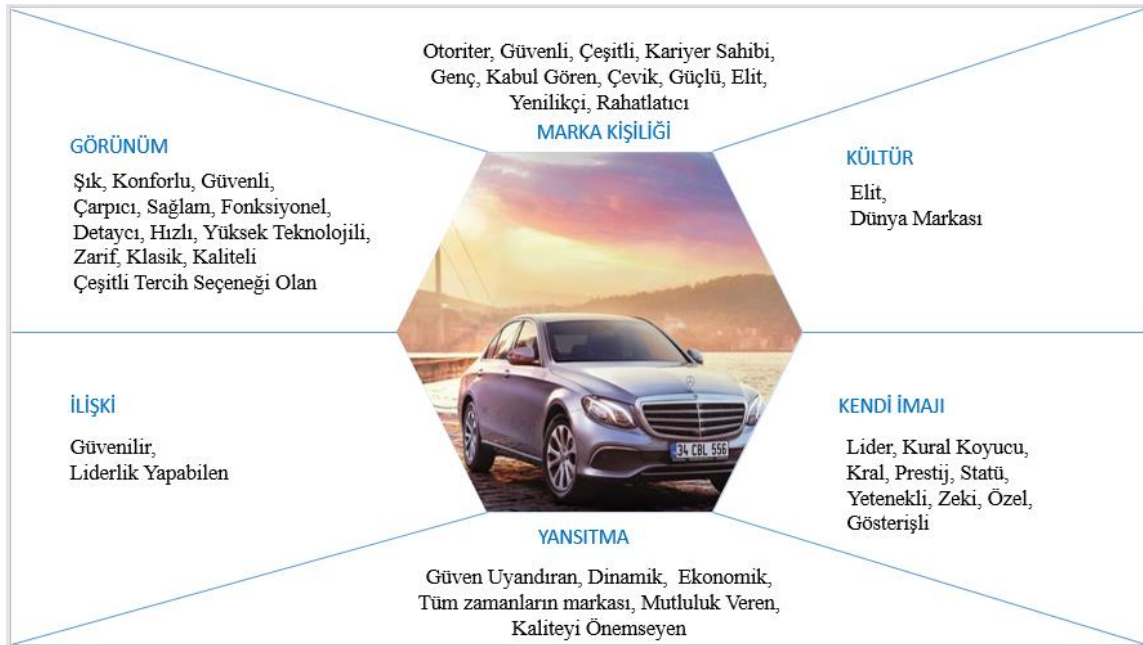 Otoriter, Güvenli, Çeşitli, Kariyer Sahibi,
Genç, Kabul Gören, Çevik, Güçlü, Elit,
Yenilikçi, Rahatlatıcı
MARKA KİŞİLİĞİ
GÖRÜNÜM
Şık, Konforlu, Güvenli,
Çarpıcı, Sağlam, Fonksiyonel,
Detaycı, Hızlı, Yüksek Teknolojili,
Zarif, Klasik, Kaliteli
Çeşitli Tercih Seçeneği Olan
KÜLTÜR
Elit,
Dünya Markası
İLİŞKİ
Güvenilir,
Liderlik Yapabilen
34 CBL 556
KENDİ İMAJI
Lider, Kural Koyucu,
Kral, Prestij, Statü,
Yetenekli, Zeki, Özel,
Gösterişli
YANSITMA
Güven Uyandıran, Dinamik, Ekonomik,
Tüm zamanların markası, Mutluluk Veren,
Kaliteyi Önemseyen